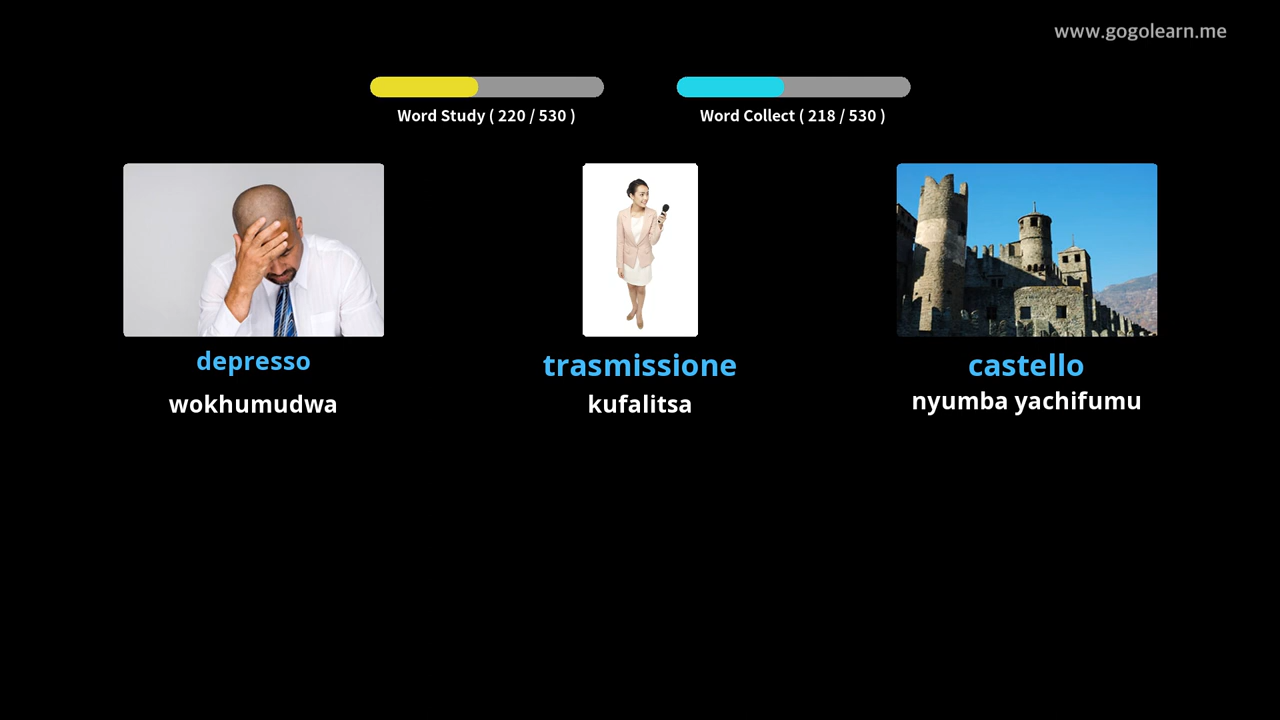 www.gogolearn.me
Word Study ( 220 / 530 )
Word Collect ( 218 / 530 )
depresso
wokhumudwa
trasmissione
kufalitsa
castello
nyumba yachifumu